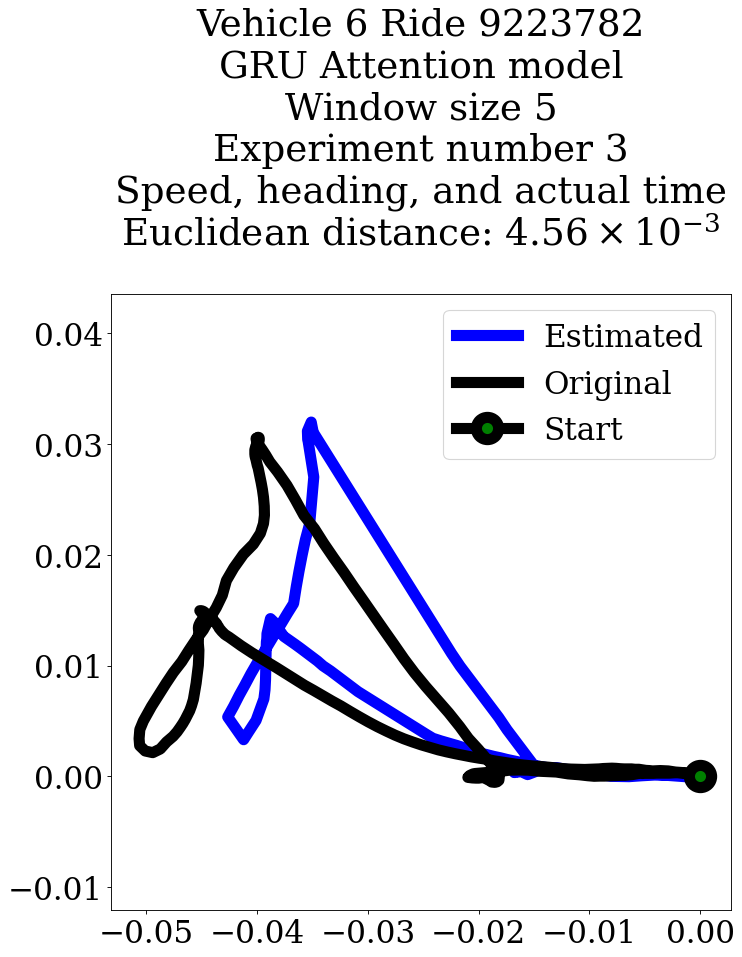 Vehicle 6 Ride 9223782
GRU Attention model
Window size 5
Experiment number 3
Speed, heading, and actual time
Euclidean distance: 4.56 × 10⁻³
Estimated
Original
Start
0.04
0.03
0.02
0.01
0.00
−0.01
−0.05 −0.04 −0.03 −0.02 −0.01 0.00